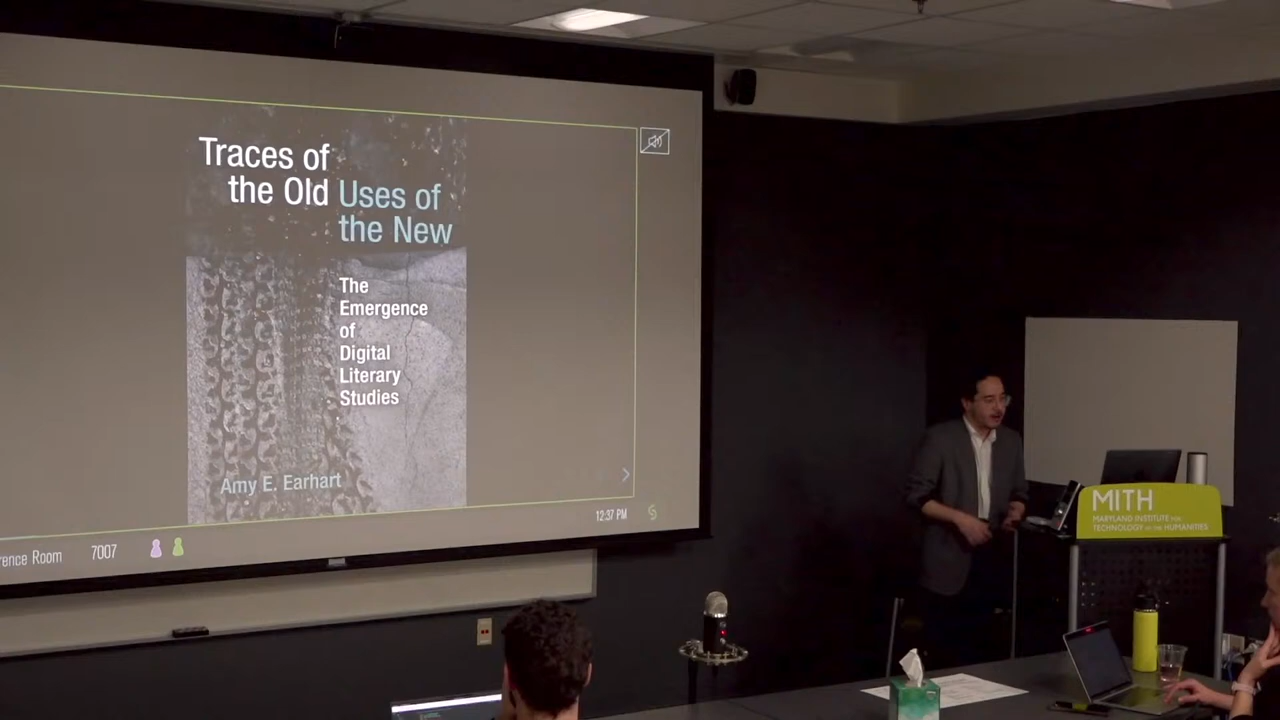 Traces of
the Old
Uses of
the New
The
Emergence
of
Digital
Literary
Studies
Amy E. Earhart
12:37 PM
rence Room 7007
MITH
MARYLAND INSTITUTE FOR
TECHNOLOGY IN THE HUMANITIES